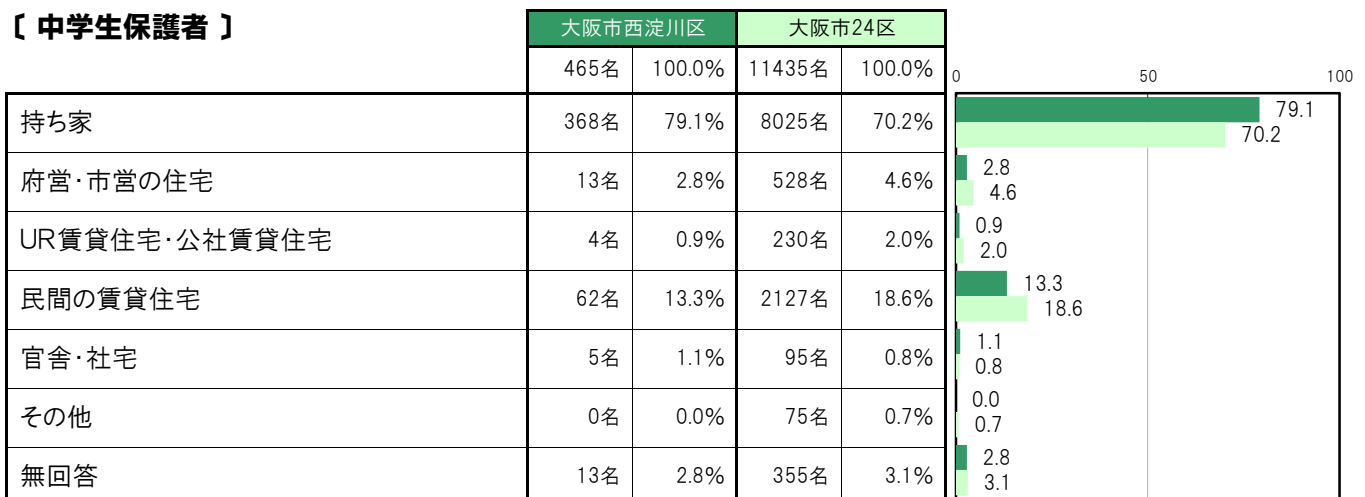 〔 中学生保護者 〕
大阪市西淀川区 大阪市24区
465名 100.0% 11435名 100.0%
0 50 100
持ち家 368名 79.1% 8025名 70.2%
79.1
70.2
府営･市営の住宅 13名 2.8% 528名 4.6%
2.8
4.6
UR賃貸住宅･公社賃貸住宅 4名 0.9% 230名 2.0%
0.9
2.0
民間の賃貸住宅 62名 13.3% 2127名 18.6%
13.3
18.6
官舎･社宅 5名 1.1% 95名 0.8%
1.1
0.8
その他 0名 0.0% 75名 0.7%
0.0
0.7
無回答 13名 2.8% 355名 3.1%
2.8
3.1